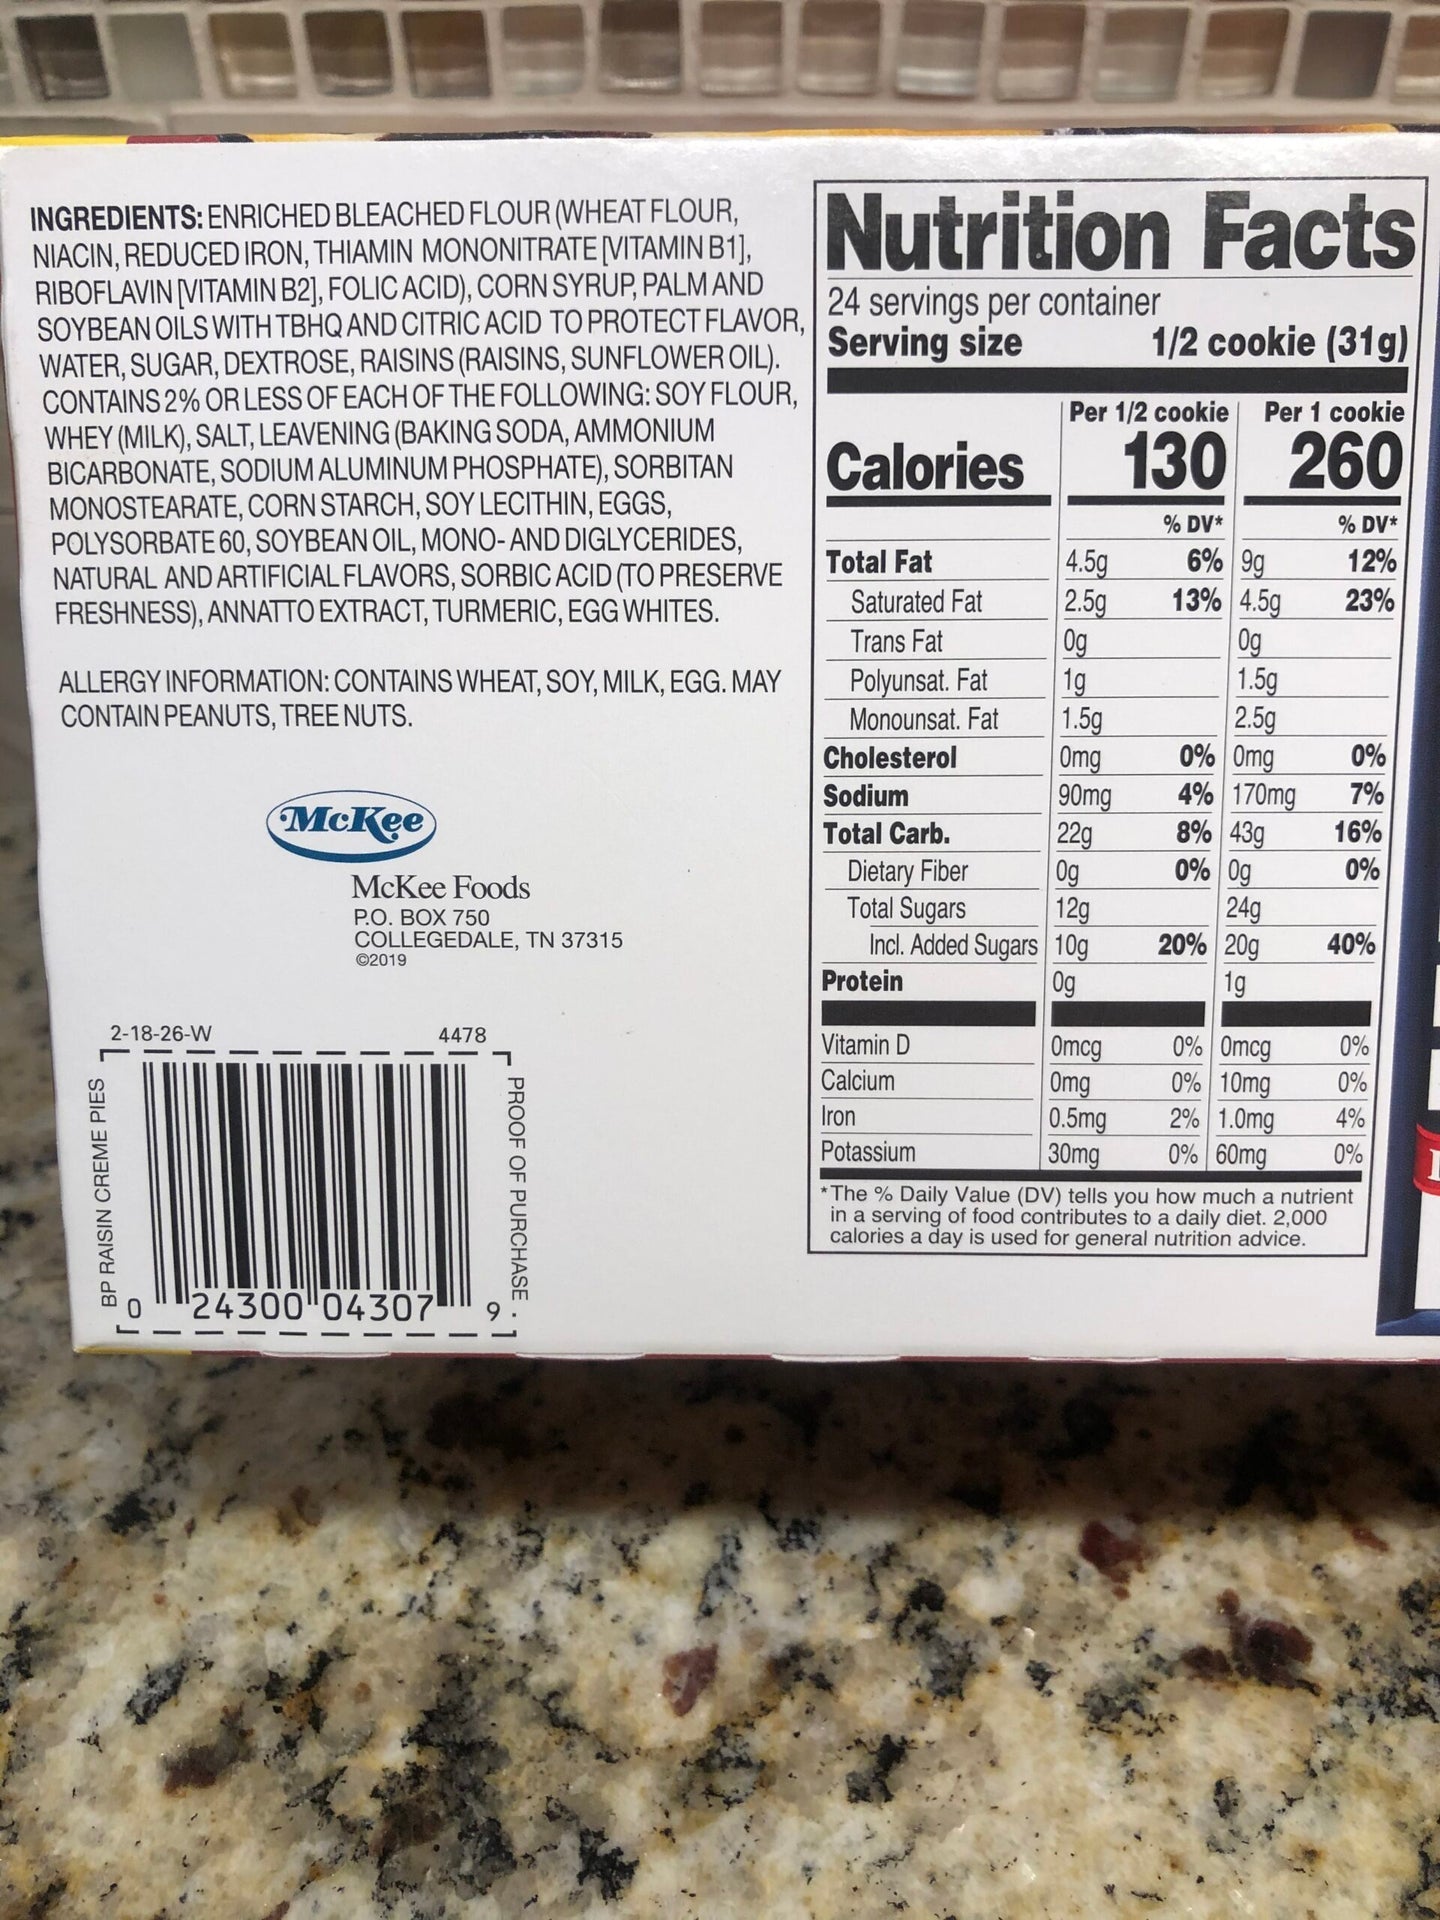 INGREDIENTS: ENRICHED BLEACHED FLOUR (WHEAT FLOUR,
NIACIN, REDUCED IRON, THIAMIN MONONITRATE [VITAMIN B1],
RIBOFLAVIN [VITAMIN B2], FOLIC ACID), CORN SYRUP, PALM AND
SOYBEAN OILS WITH TBHQ AND CITRIC ACID TO PROTECT FLAVOR,
WATER, SUGAR, DEXTROSE, RAISINS (RAISINS, SUNFLOWER OIL).
CONTAINS 2% OR LESS OF EACH OF THE FOLLOWING: SOY FLOUR,
WHEY (MILK), SALT, LEAVENING (BAKING SODA, AMMONIUM
BICARBONATE, SODIUM ALUMINUM PHOSPHATE), SORBITAN
MONOSTEARATE, CORN STARCH, SOY LECITHIN, EGGS,
POLYSORBATE 60, SOYBEAN OIL, MONO- AND DIGLYCERIDES,
NATURAL AND ARTIFICIAL FLAVORS, SORBIC ACID (TO PRESERVE
FRESHNESS), ANNATTO EXTRACT, TURMERIC, EGG WHITES.
ALLERGY INFORMATION: CONTAINS WHEAT, SOY, MILK, EGG. MAY
CONTAIN PEANUTS, TREE NUTS.
McKee
McKee Foods
P.O. BOX 750
COLLEGEDALE, TN 37315
©2019
2-18-26-W 4478
BP RAISIN CREME PIES
PROOF OF PURCHASE .
0 24300 04307 9
Nutrition Facts
24 servings per container
Serving size 1/2 cookie (31g)
Per 1/2 cookie Per 1 cookie
Calories 130 260
% DV* % DV*
Total Fat 4.5g 6% 9g 12%
Saturated Fat 2.5g 13% 4.5g 23%
Trans Fat 0g 0g
Polyunsat. Fat 1g 1.5g
Monounsat. Fat 1.5g 2.5g
Cholesterol 0mg 0% 0mg 0%
Sodium 90mg 4% 170mg 7%
Total Carb. 22g 8% 43g 16%
Dietary Fiber 0g 0% 0g 0%
Total Sugars 12g 24g
Incl. Added Sugars 10g 20% 20g 40%
Protein 0g 1g
Vitamin D 0mcg 0% 0mcg 0%
Calcium 0mg 0% 10mg 0%
Iron 0.5mg 2% 1.0mg 4%
Potassium 30mg 0% 60mg 0%
*The % Daily Value (DV) tells you how much a nutrient
in a serving of food contributes to a daily diet. 2,000
calories a day is used for general nutrition advice.